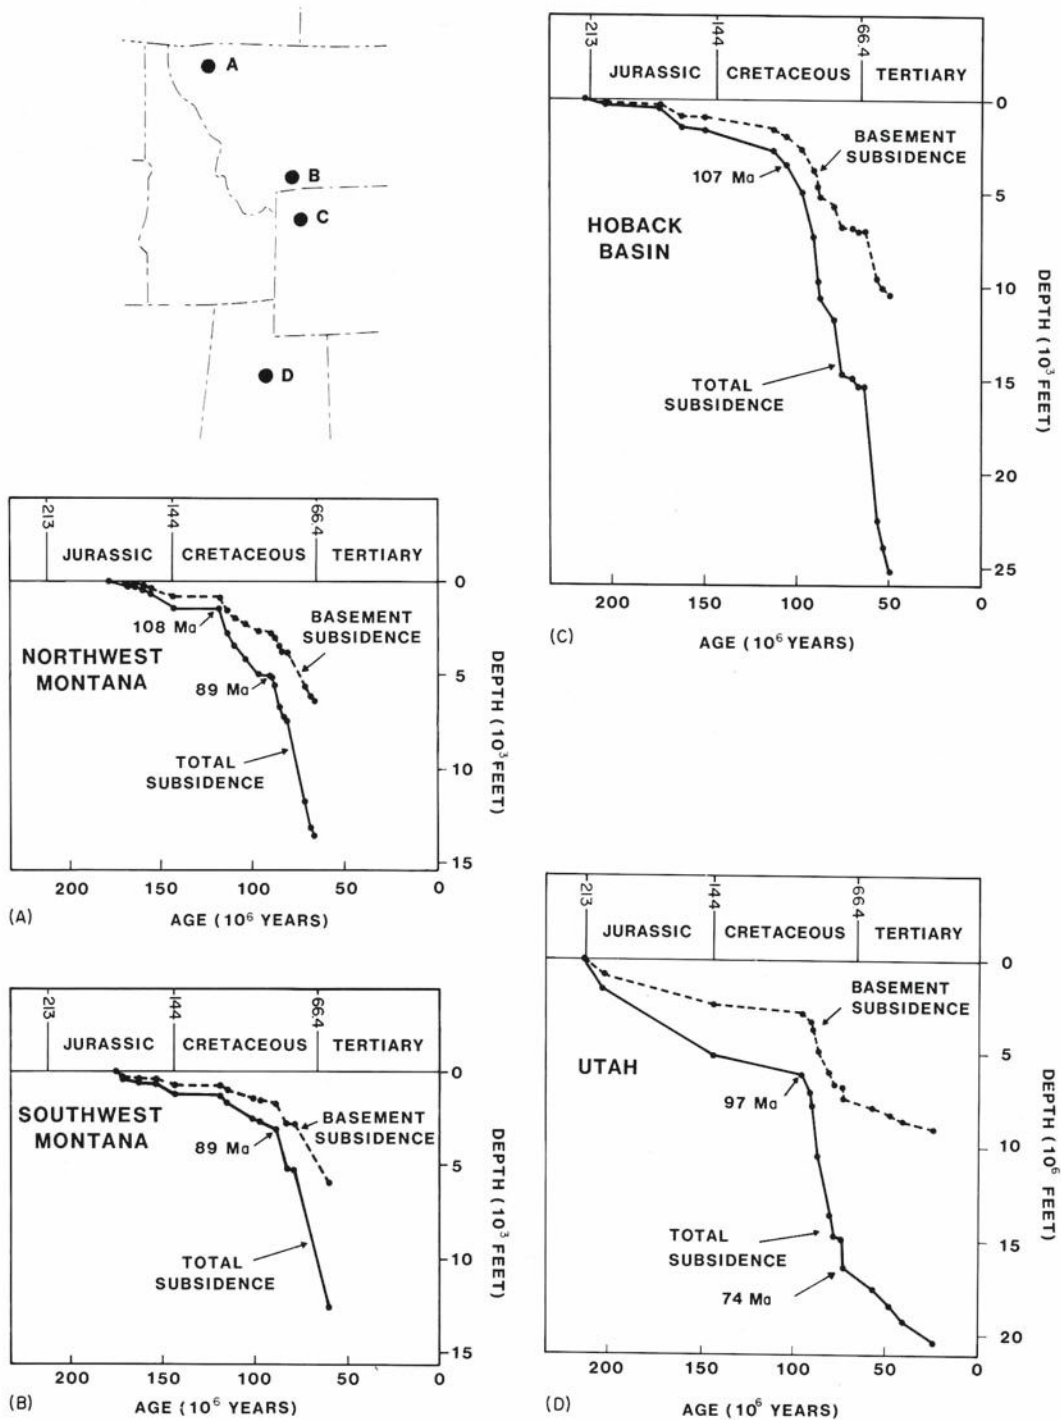 A
B
C
D
213
144
66.4
JURASSIC
CRETACEOUS
TERTIARY
0
BASEMENT
SUBSIDENCE
107 Ma
5
HOBACK
BASIN
10
TOTAL
SUBSIDENCE
15
20
25
DEPTH (10³ FEET)
200
150
100
50
0
(C)
AGE (10⁶ YEARS)
213
144
66.4
JURASSIC
CRETACEOUS
TERTIARY
0
BASEMENT
SUBSIDENCE
108 Ma
NORTHWEST
MONTANA
89 Ma
5
TOTAL
SUBSIDENCE
10
15
DEPTH (10³ FEET)
200
150
100
50
0
(A)
AGE (10⁶ YEARS)
213
144
66.4
JURASSIC
CRETACEOUS
TERTIARY
0
SOUTHWEST
MONTANA
BASEMENT
SUBSIDENCE
89 Ma
5
TOTAL
SUBSIDENCE
10
15
DEPTH (10³ FEET)
200
150
100
50
0
(B)
AGE (10⁶ YEARS)
213
144
66.4
JURASSIC
CRETACEOUS
TERTIARY
0
BASEMENT
SUBSIDENCE
UTAH
5
97 Ma
10
TOTAL
SUBSIDENCE
15
74 Ma
20
DEPTH (10⁶ FEET)
200
150
100
50
0
(D)
AGE (10⁶ YEARS)